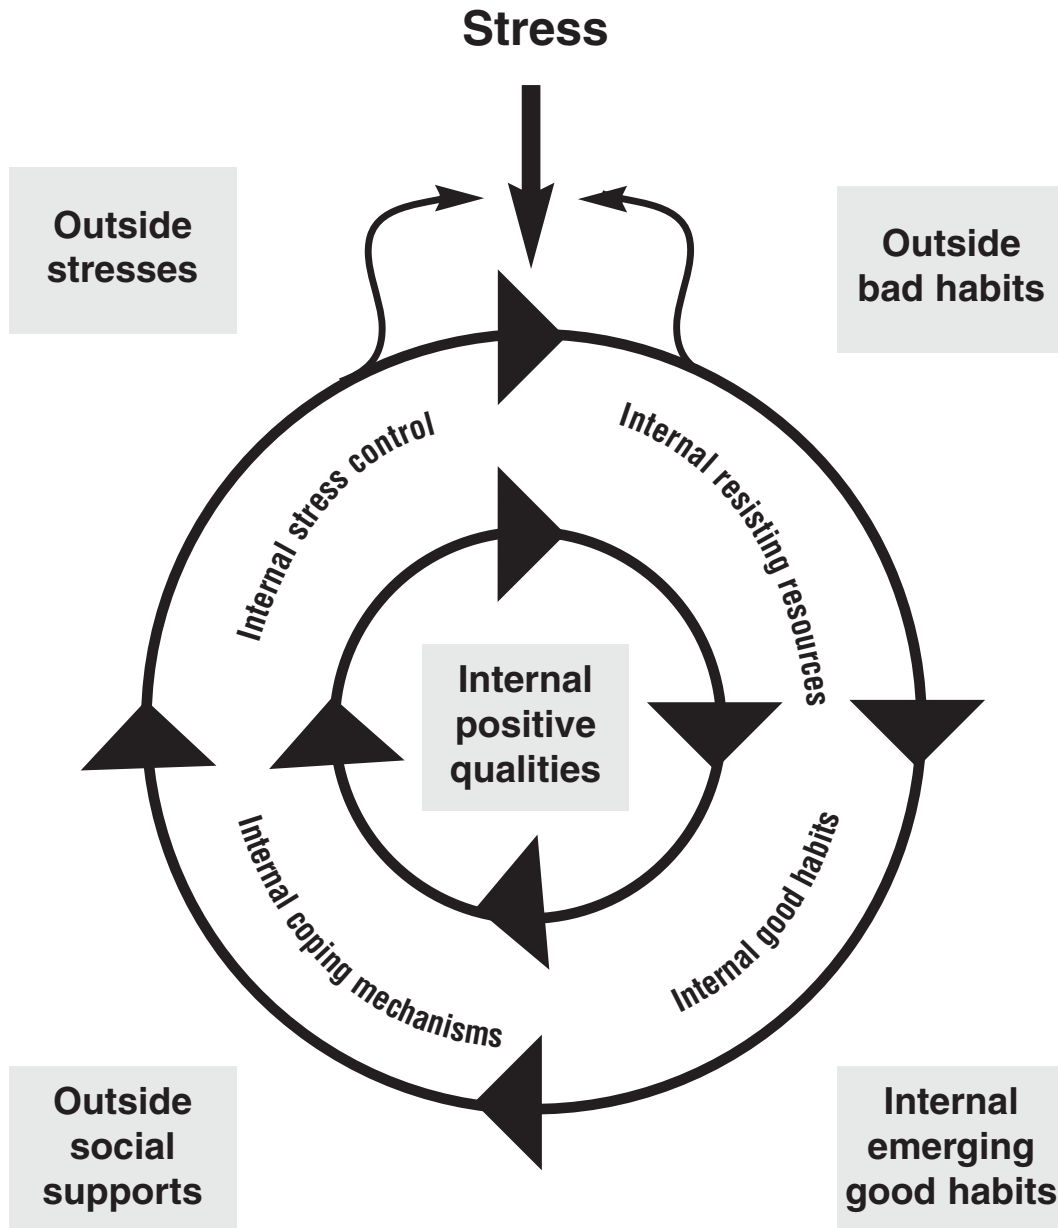 Stress
Outside
stresses
Outside
bad habits
Internal stress control
Internal resisting resources
Internal
positive
qualities
Internal coping mechanisms
Internal good habits
Outside
social
supports
Internal
emerging
good habits